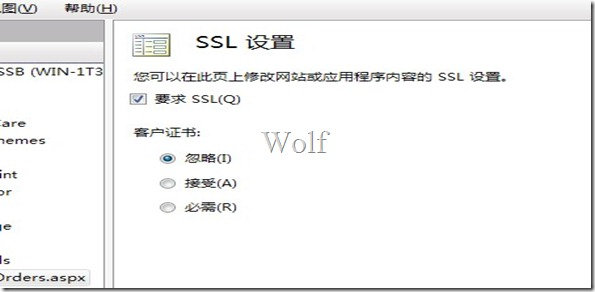 图(V) 帮助(H)
SSL 设置
SSB (WIN-1T3
您可以在此页上修改网站或应用程序内容的 SSL 设置。
要求 SSL(Q)
Care
hemes
客户证书:
Wolf
忽略(I)
int
or
接受(A)
ge
必需(R)
ls
Orders.aspx